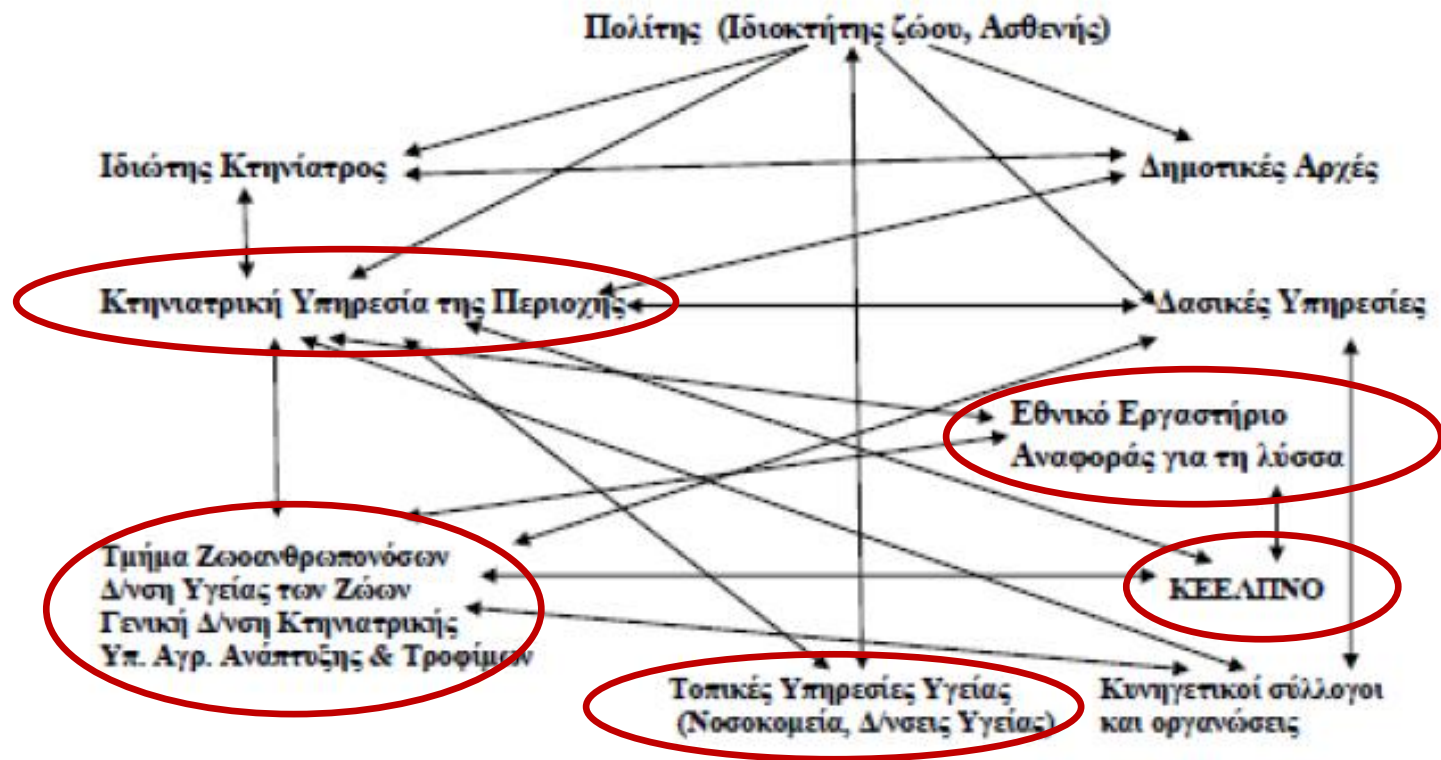 Πολίτης (Ιδιοκτήτης ζώου, Ασθενής)
Ιδιώτης Κτηνίατρος
Δημοτικές Αρχές
Κτηνιατρική Υπηρεσία της Περιοχής
Δασικές Υπηρεσίες
Εθνικό Εργαστήριο
Αναφοράς για τη λύσσα
Τμήμα Ζωοανθρωπονόσων
Δ/νση Υγείας των Ζώων
Γενική Δ/νση Κτηνιατρικής
Υπ. Αγρ. Ανάπτυξης & Τροφίμων
ΚΕΕΛΠΝΟ
Τοπικές Υπηρεσίες Υγείας
(Νοσοκομεία, Δ/νσεις Υγείας)
Κυνηγετικοί σύλλογοι
και οργανώσεις